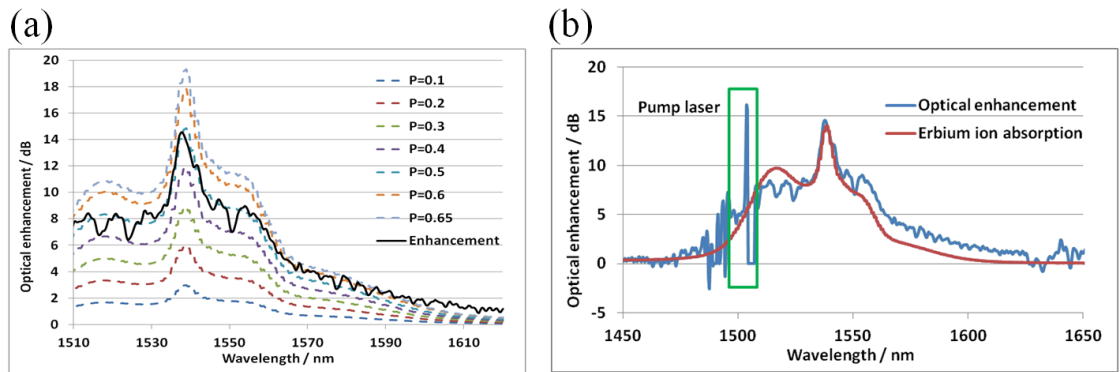 (a)
20
18
16
14
12
10
8
6
4
2
0
Optical enhancement / dB
1510 1530 1550 1570 1590 1610
Wavelength / nm
P=0.1
P=0.2
P=0.3
P=0.4
P=0.5
P=0.6
P=0.65
Enhancement
(b)
20
15
10
5
0
-5
Optical enhancement / dB
1450 1500 1550 1600 1650
Wavelength / nm
Pump laser
Optical enhancement
Erbium ion absorption